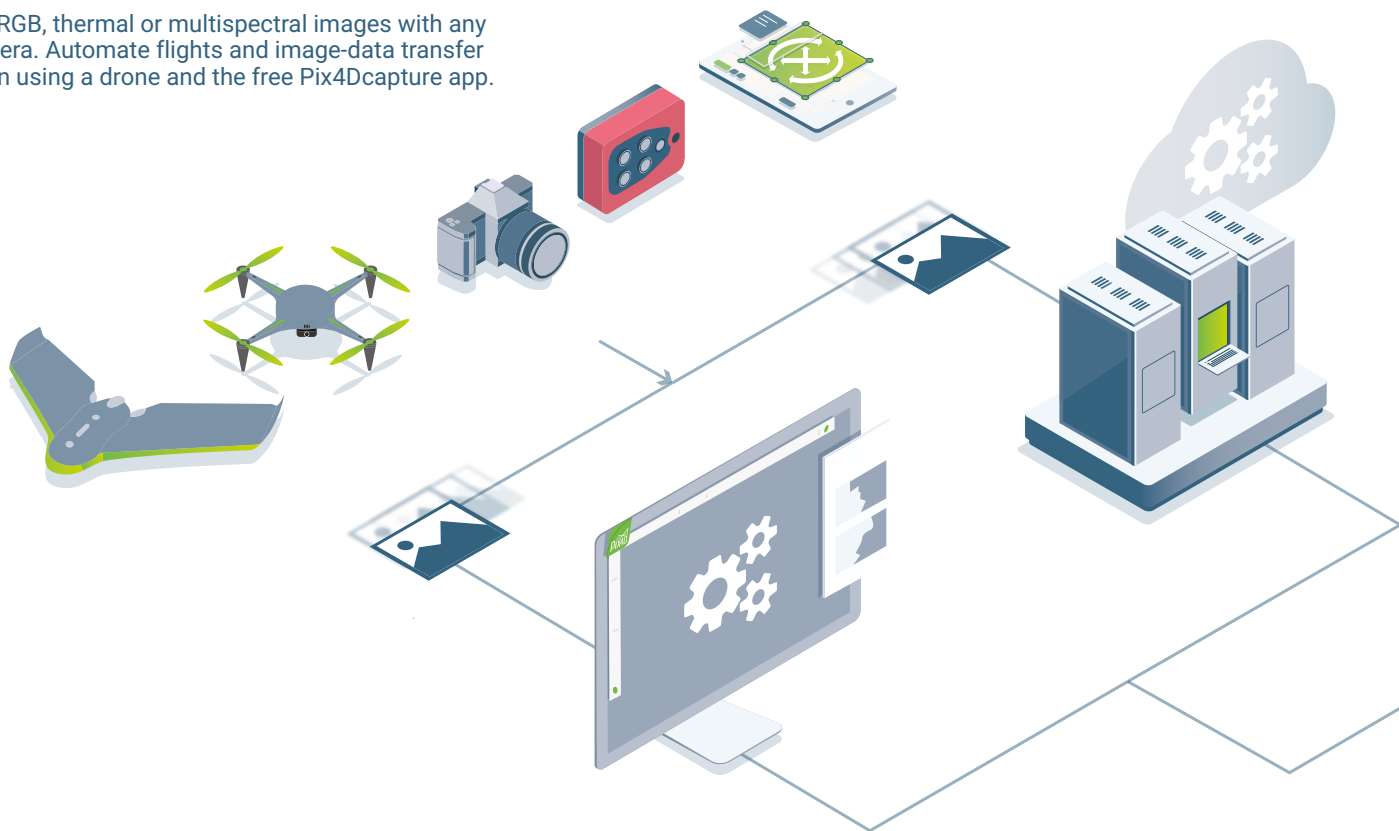 RGB, thermal or multispectral images with any
era. Automate flights and image-data transfer
n using a drone and the free Pix4Dcapture app.
PIX4D